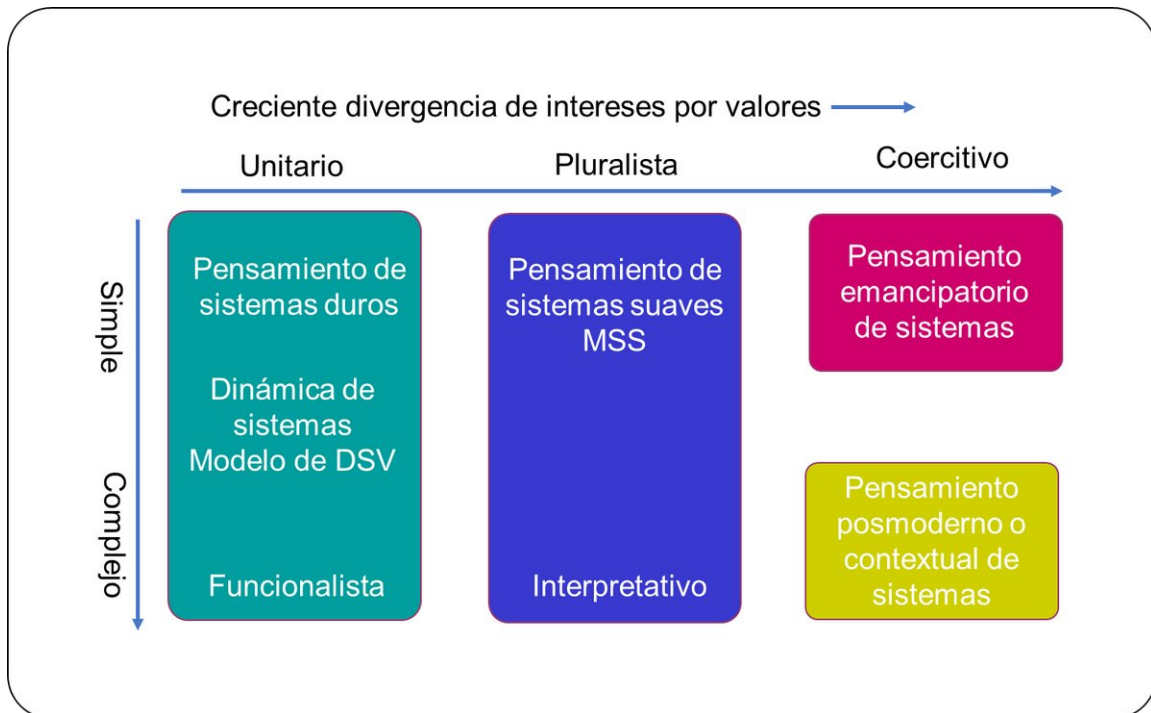 Creciente divergencia de intereses por valores
Unitario
Pluralista
Coercitivo
Simple
Complejo
Pensamiento de
sistemas duros
Dinámica de
sistemas
Modelo de DSV
Funcionalista
Pensamiento de
sistemas suaves
MSS
Interpretativo
Pensamiento
emancipatorio
de sistemas
Pensamiento
posmoderno o
contextual de
sistemas